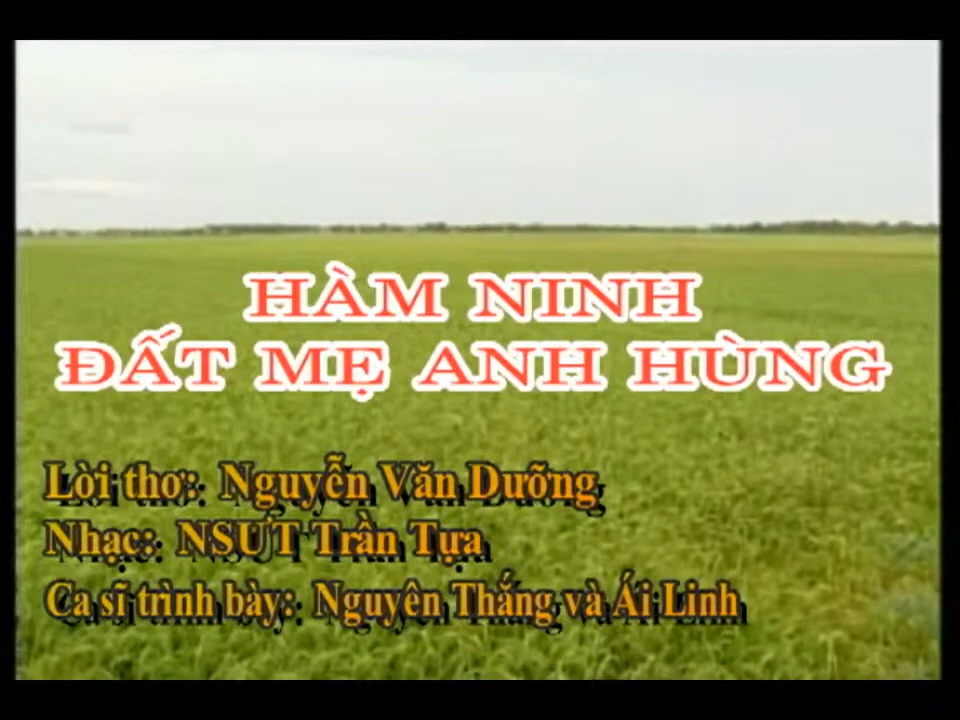 HÀM NINH
ĐẤT MẸ ANH HÙNG
Lời thơ: Nguyễn Văn Dưỡng
Nhạc: NSƯT Trần Tựa
Ca sĩ trình bày: Nguyên Thắng và Ái Linh